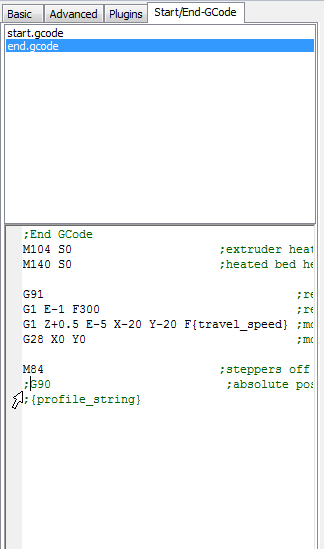 Basic Advanced Plugins Start/End-GCode
start.gcode
end.gcode
;End GCode
M104 S0 ;extruder heat
M140 S0 ;heated bed he
G91 ;re
G1 E-1 F300 ;re
G1 Z+0.5 E-5 X-20 Y-20 F{travel_speed} ;mo
G28 X0 Y0 ;mo
M84 ;steppers off
;G90 ;absolute pos
;{profile_string}